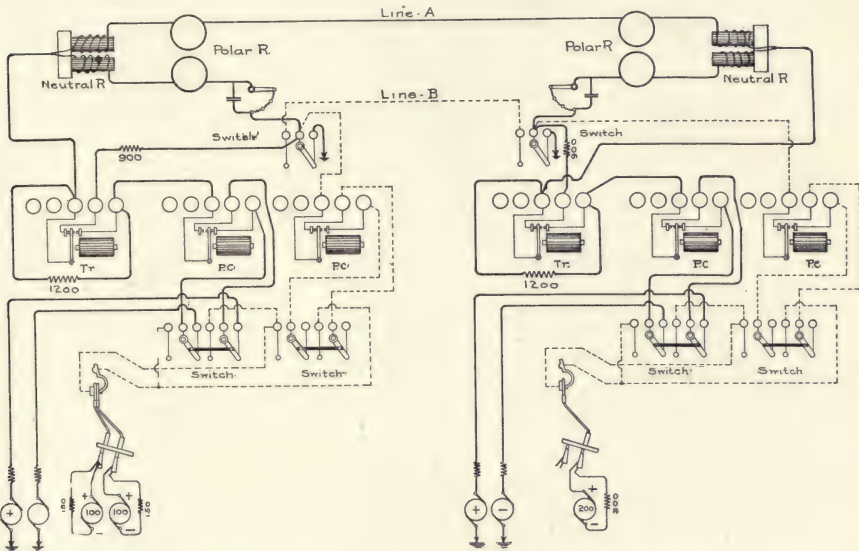 Line-A
Polar R
Polar R
Neutral R
Neutral R
Line-B
Switch
Switch
900
900
Tr.
P.C.
P.C.
Tr.
P.C
P.C
1200
1200
Switch.
Switch.
Switch.
Switch
+
150
+
100
-
+
100
-
150
+
-
+
200
-
300